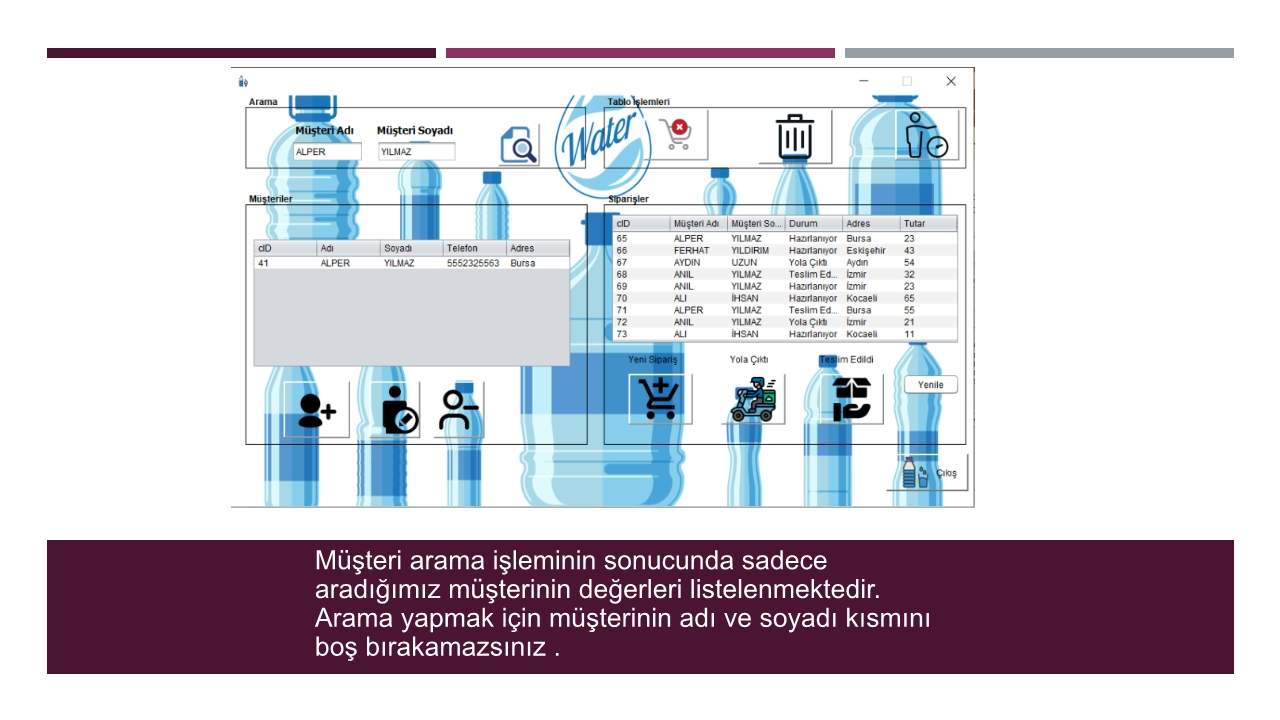 Arama
Tablo İşlemleri
Müşteri Adı Müşteri Soyadı
ALPER YILMAZ
Water
Müşteriler
Siparişler
cID Adı Soyadı Telefon Adres
41 ALPER YILMAZ 5552325563 Bursa
cID Müşteri Adı Müşteri So... Durum Adres Tutar
65 ALPER YILMAZ Hazırlanıyor Bursa 23
66 FERHAT YILDIRIM Hazırlanıyor Eskişehir 43
67 AYDIN UZUN Yola Çıktı Aydın 54
68 ANIL YILMAZ Teslim Ed... İzmir 32
69 ANIL YILMAZ Hazırlanıyor İzmir 23
70 ALI İHSAN Hazırlanıyor Kocaeli 65
71 ALPER YILMAZ Teslim Ed... Bursa 55
72 ANIL YILMAZ Yola Çıktı İzmir 21
73 ALI İHSAN Hazırlanıyor Kocaeli 11
Yeni Sipariş Yola Çıktı Teslim Edildi
Yenile
Çıkış
Müşteri arama işleminin sonucunda sadece
aradığımız müşterinin değerleri listelenmektedir.
Arama yapmak için müşterinin adı ve soyadı kısmını
boş bırakamazsınız .